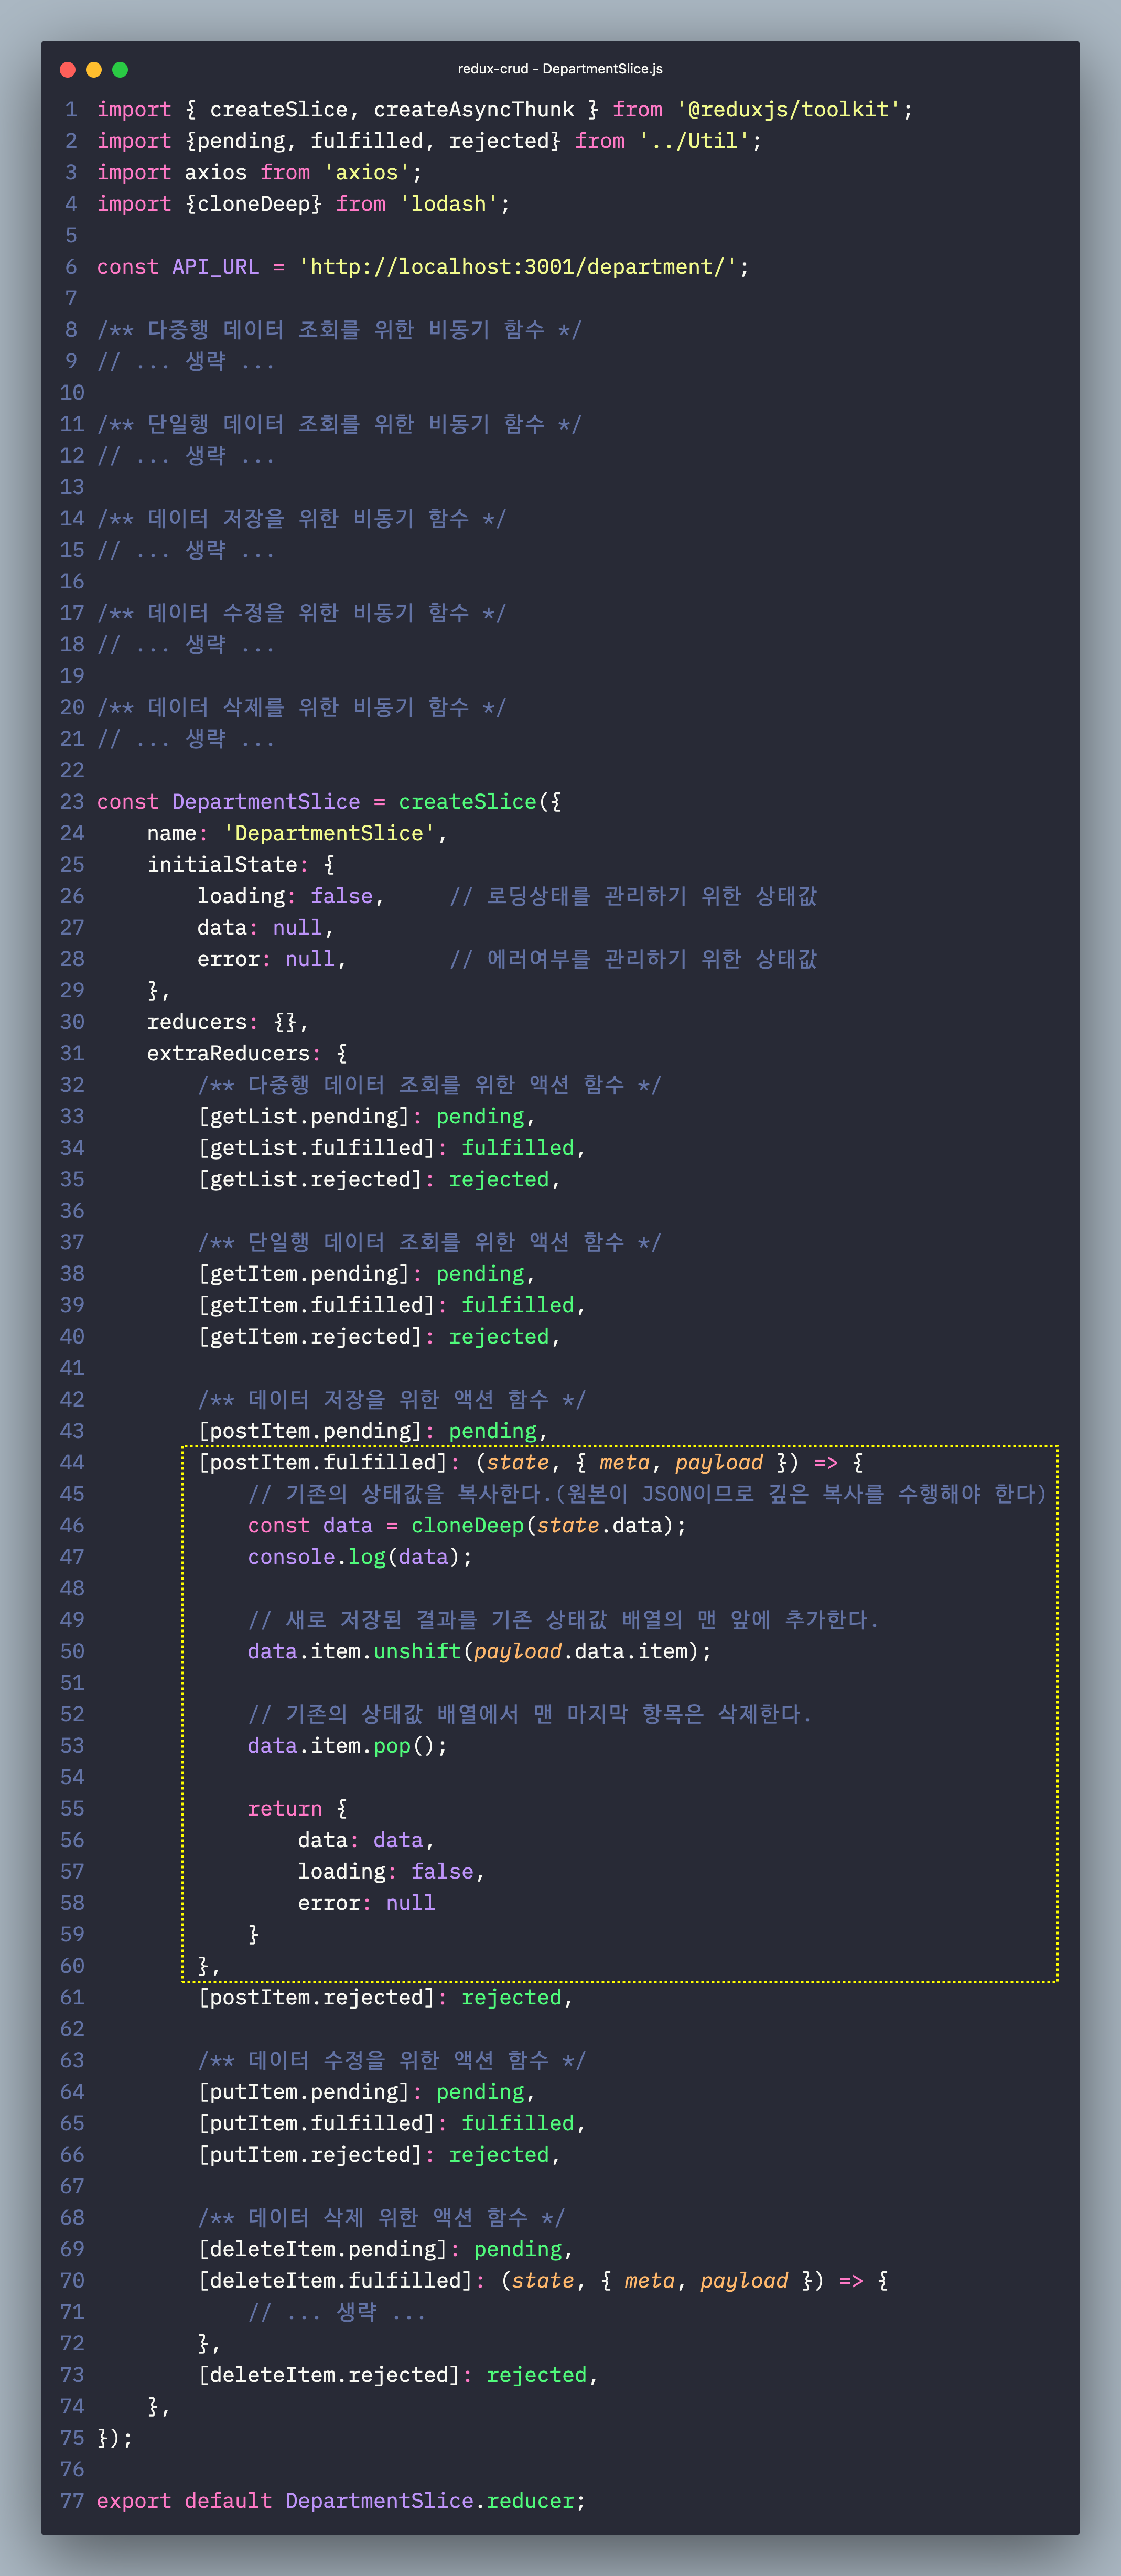 redux-crud - DepartmentSlice.js
1 import { createSlice, createAsyncThunk } from '@reduxjs/toolkit';
2 import {pending, fulfilled, rejected} from '../Util';
3 import axios from 'axios';
4 import {cloneDeep} from 'lodash';
5
6 const API_URL = 'http://localhost:3001/department/';
7
8 /** 다중행 데이터 조회를 위한 비동기 함수 */
9 // ... 생략 ...
10
11 /** 단일행 데이터 조회를 위한 비동기 함수 */
12 // ... 생략 ...
13
14 /** 데이터 저장을 위한 비동기 함수 */
15 // ... 생략 ...
16
17 /** 데이터 수정을 위한 비동기 함수 */
18 // ... 생략 ...
19
20 /** 데이터 삭제를 위한 비동기 함수 */
21 // ... 생략 ...
22
23 const DepartmentSlice = createSlice({
24     name: 'DepartmentSlice',
25     initialState: {
26         loading: false,     // 로딩상태를 관리하기 위한 상태값
27         data: null,
28         error: null,        // 에러여부를 관리하기 위한 상태값
29     },
30     reducers: {},
31     extraReducers: {
32         /** 다중행 데이터 조회를 위한 액션 함수 */
33         [getList.pending]: pending,
34         [getList.fulfilled]: fulfilled,
35         [getList.rejected]: rejected,
36
37         /** 단일행 데이터 조회를 위한 액션 함수 */
38         [getItem.pending]: pending,
39         [getItem.fulfilled]: fulfilled,
40         [getItem.rejected]: rejected,
41
42         /** 데이터 저장을 위한 액션 함수 */
43         [postItem.pending]: pending,
44         [postItem.fulfilled]: (state, { meta, payload }) => {
45             // 기존의 상태값을 복사한다.(원본이 JSON이므로 깊은 복사를 수행해야 한다)
46             const data = cloneDeep(state.data);
47             console.log(data);
48
49             // 새로 저장된 결과를 기존 상태값 배열의 맨 앞에 추가한다.
50             data.item.unshift(payload.data.item);
51
52             // 기존의 상태값 배열에서 맨 마지막 항목은 삭제한다.
53             data.item.pop();
54
55             return {
56                 data: data,
57                 loading: false,
58                 error: null
59             }
60         },
61         [postItem.rejected]: rejected,
62
63         /** 데이터 수정을 위한 액션 함수 */
64         [putItem.pending]: pending,
65         [putItem.fulfilled]: fulfilled,
66         [putItem.rejected]: rejected,
67
68         /** 데이터 삭제 위한 액션 함수 */
69         [deleteItem.pending]: pending,
70         [deleteItem.fulfilled]: (state, { meta, payload }) => {
71             // ... 생략 ...
72         },
73         [deleteItem.rejected]: rejected,
74     },
75 });
76
77 export default DepartmentSlice.reducer;